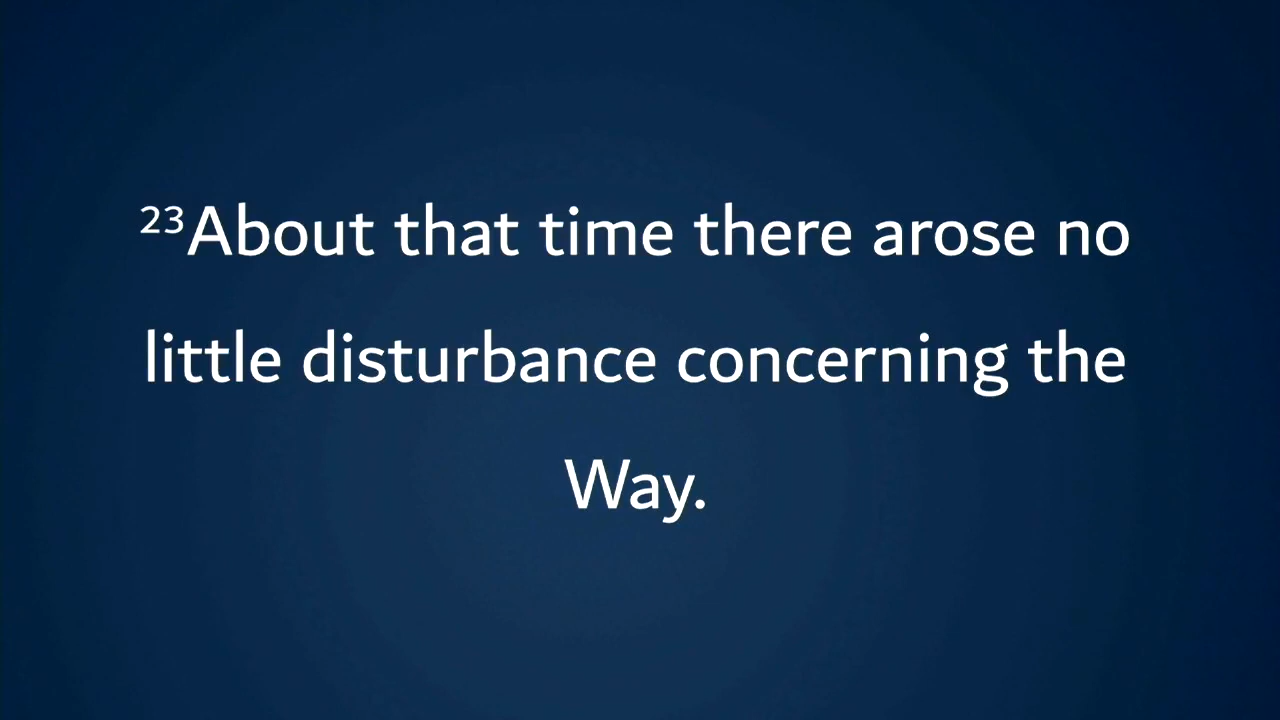 ²³About that time there arose no
little disturbance concerning the
Way.